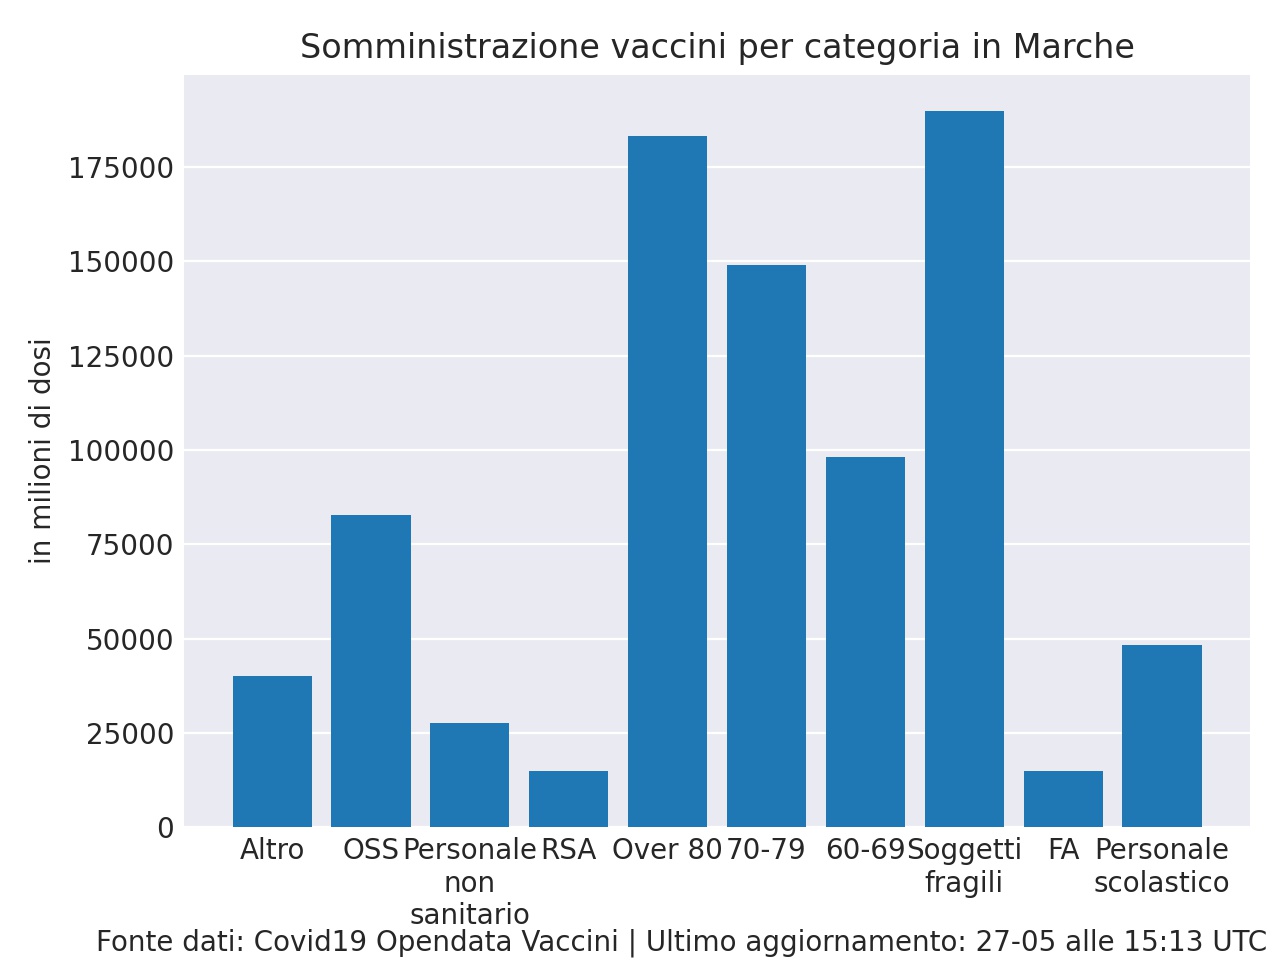 Somministrazione vaccini per categoria in Marche
in milioni di dosi
175000
150000
125000
100000
75000
50000
25000
0
Altro OSS Personale RSA Over 80 70-79 60-69 Soggetti FA Personale
non fragili scolastico
sanitario
Fonte dati: Covid19 Opendata Vaccini | Ultimo aggiornamento: 27-05 alle 15:13 UTC